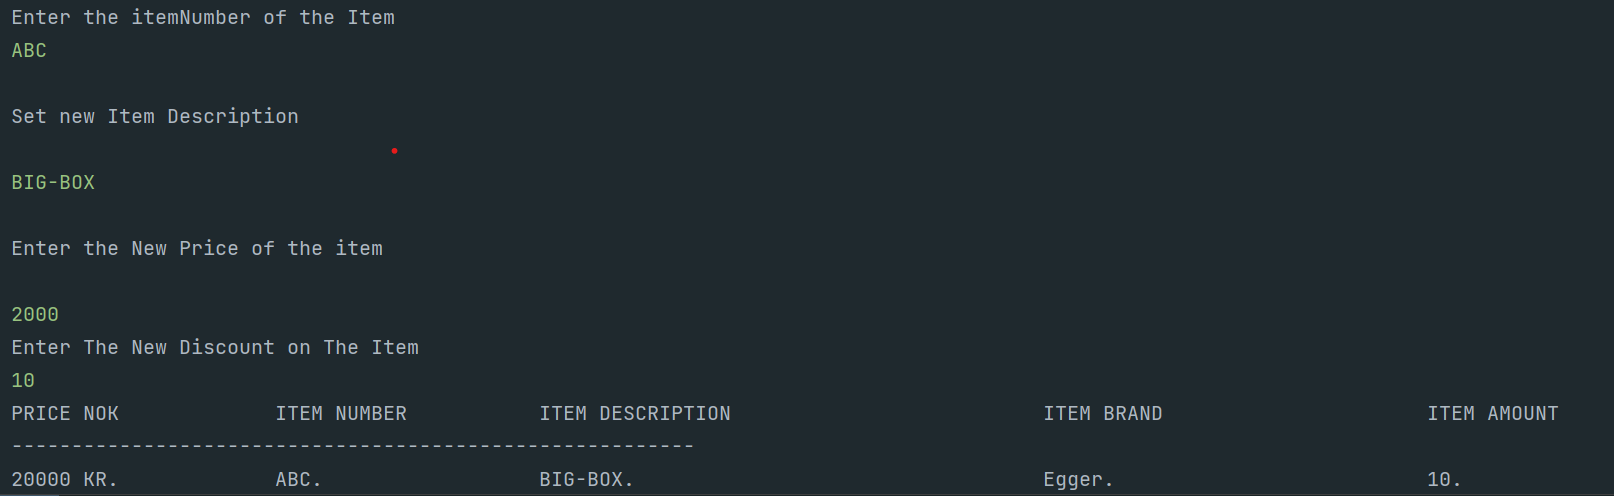 Enter the itemNumber of the Item
ABC
Set new Item Description
BIG-BOX
Enter the New Price of the item
2000
Enter The New Discount on The Item
10
PRICE NOK ITEM NUMBER ITEM DESCRIPTION ITEM BRAND ITEM AMOUNT
---------------------------------------------------------
20000 KR. ABC. BIG-BOX. Egger. 10.